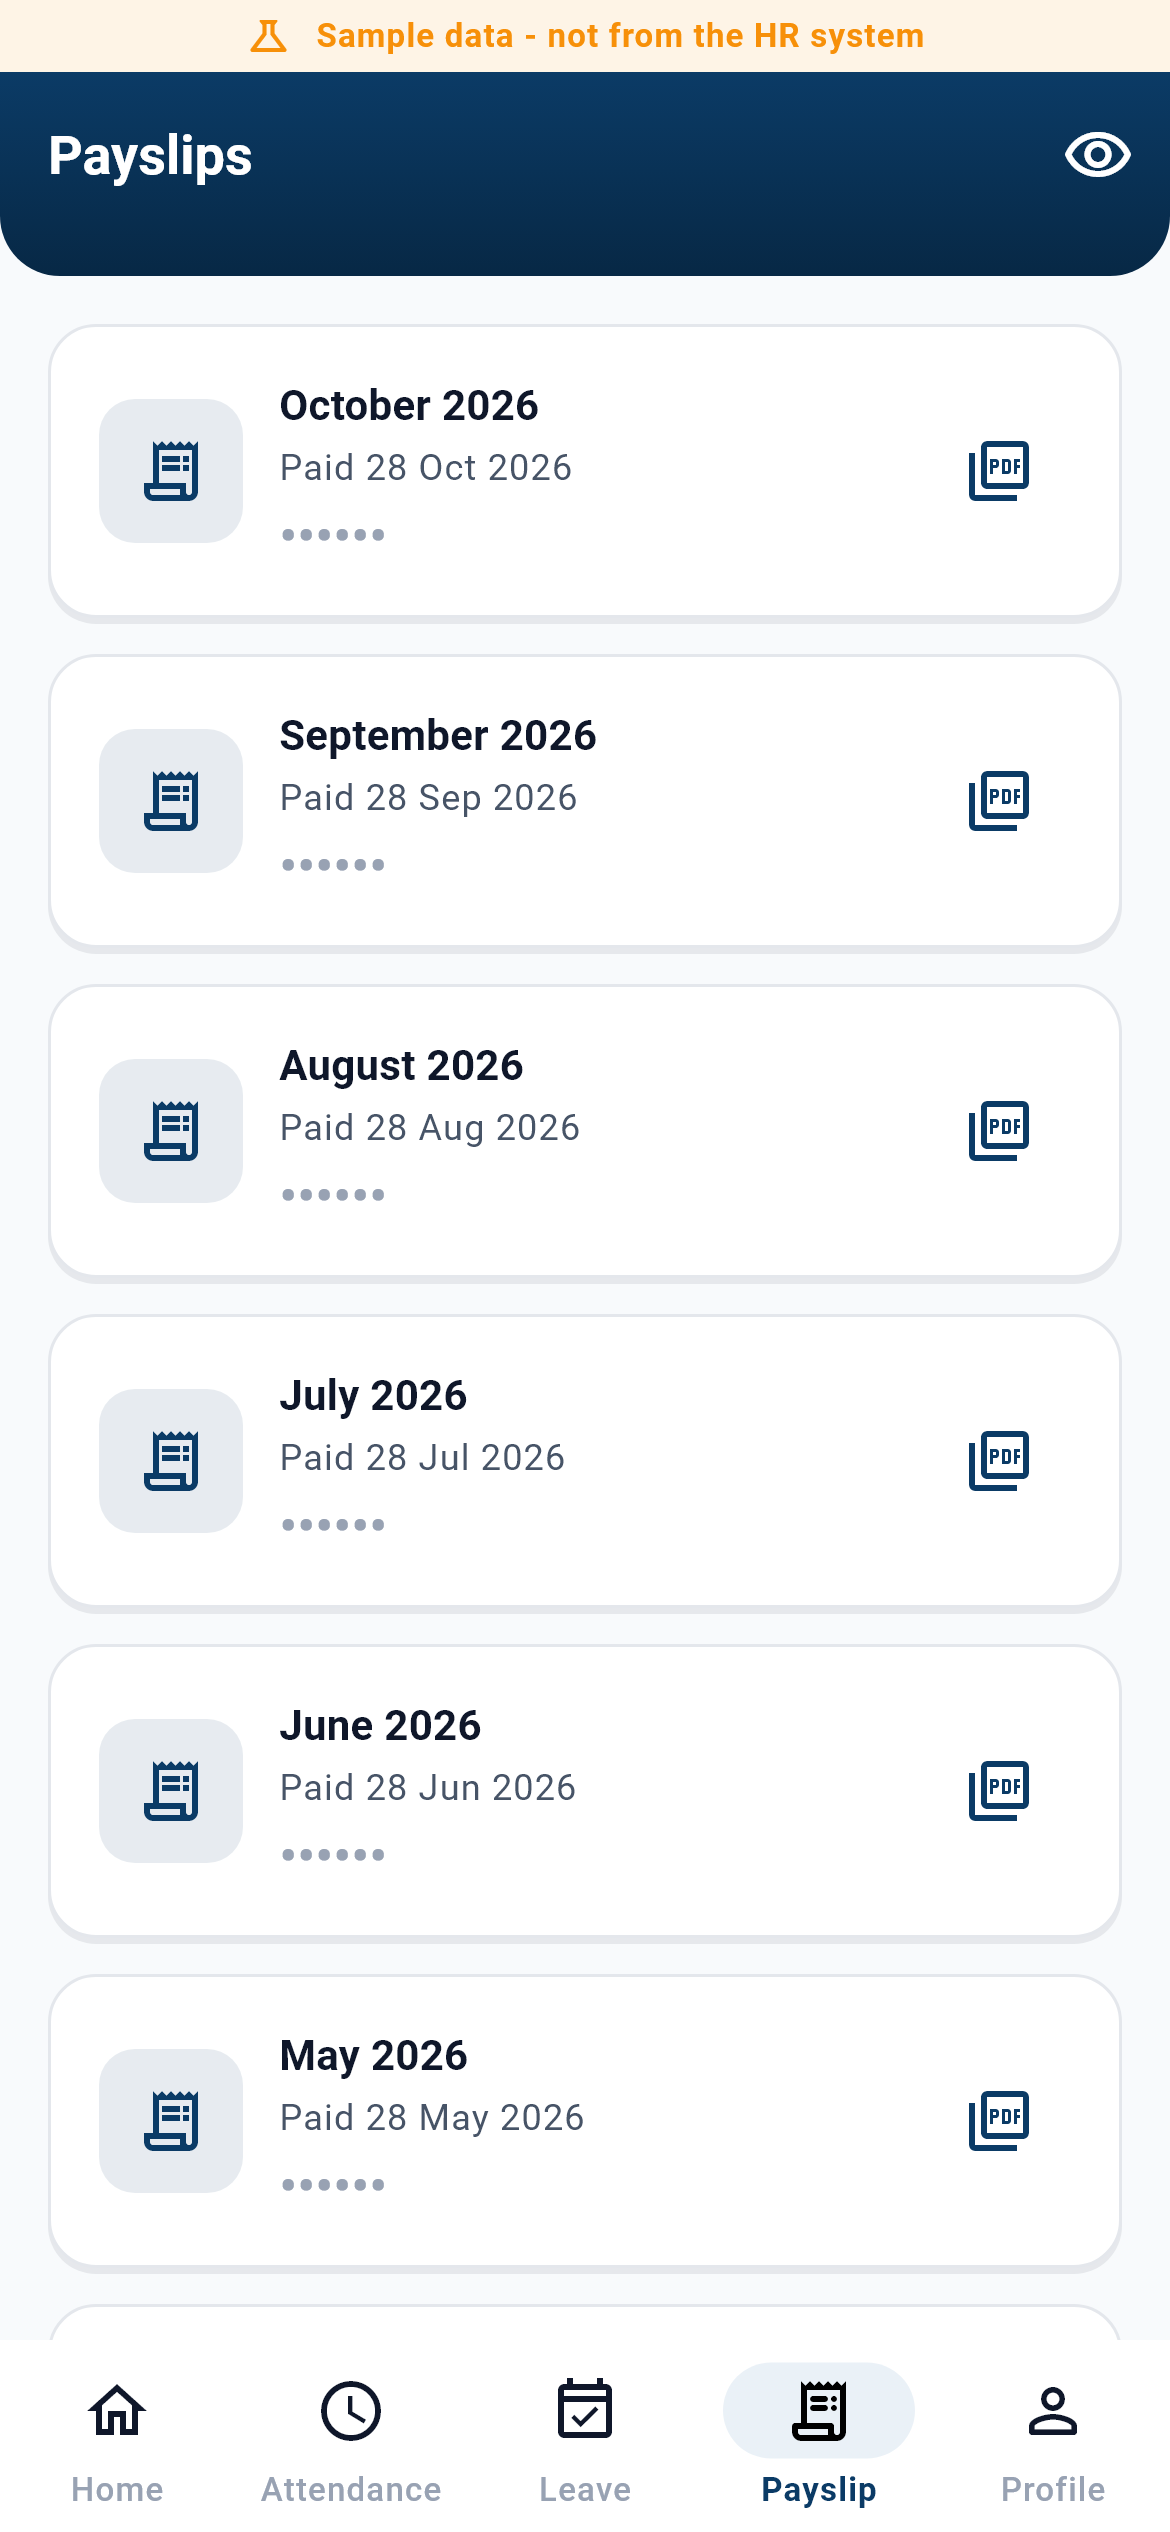 Sample data - not from the HR system
Payslips
October 2026
Paid 28 Oct 2026
••••••
PDF
September 2026
Paid 28 Sep 2026
••••••
PDF
August 2026
Paid 28 Aug 2026
••••••
PDF
July 2026
Paid 28 Jul 2026
••••••
PDF
June 2026
Paid 28 Jun 2026
••••••
PDF
May 2026
Paid 28 May 2026
••••••
PDF
Home
Attendance
Leave
Payslip
Profile